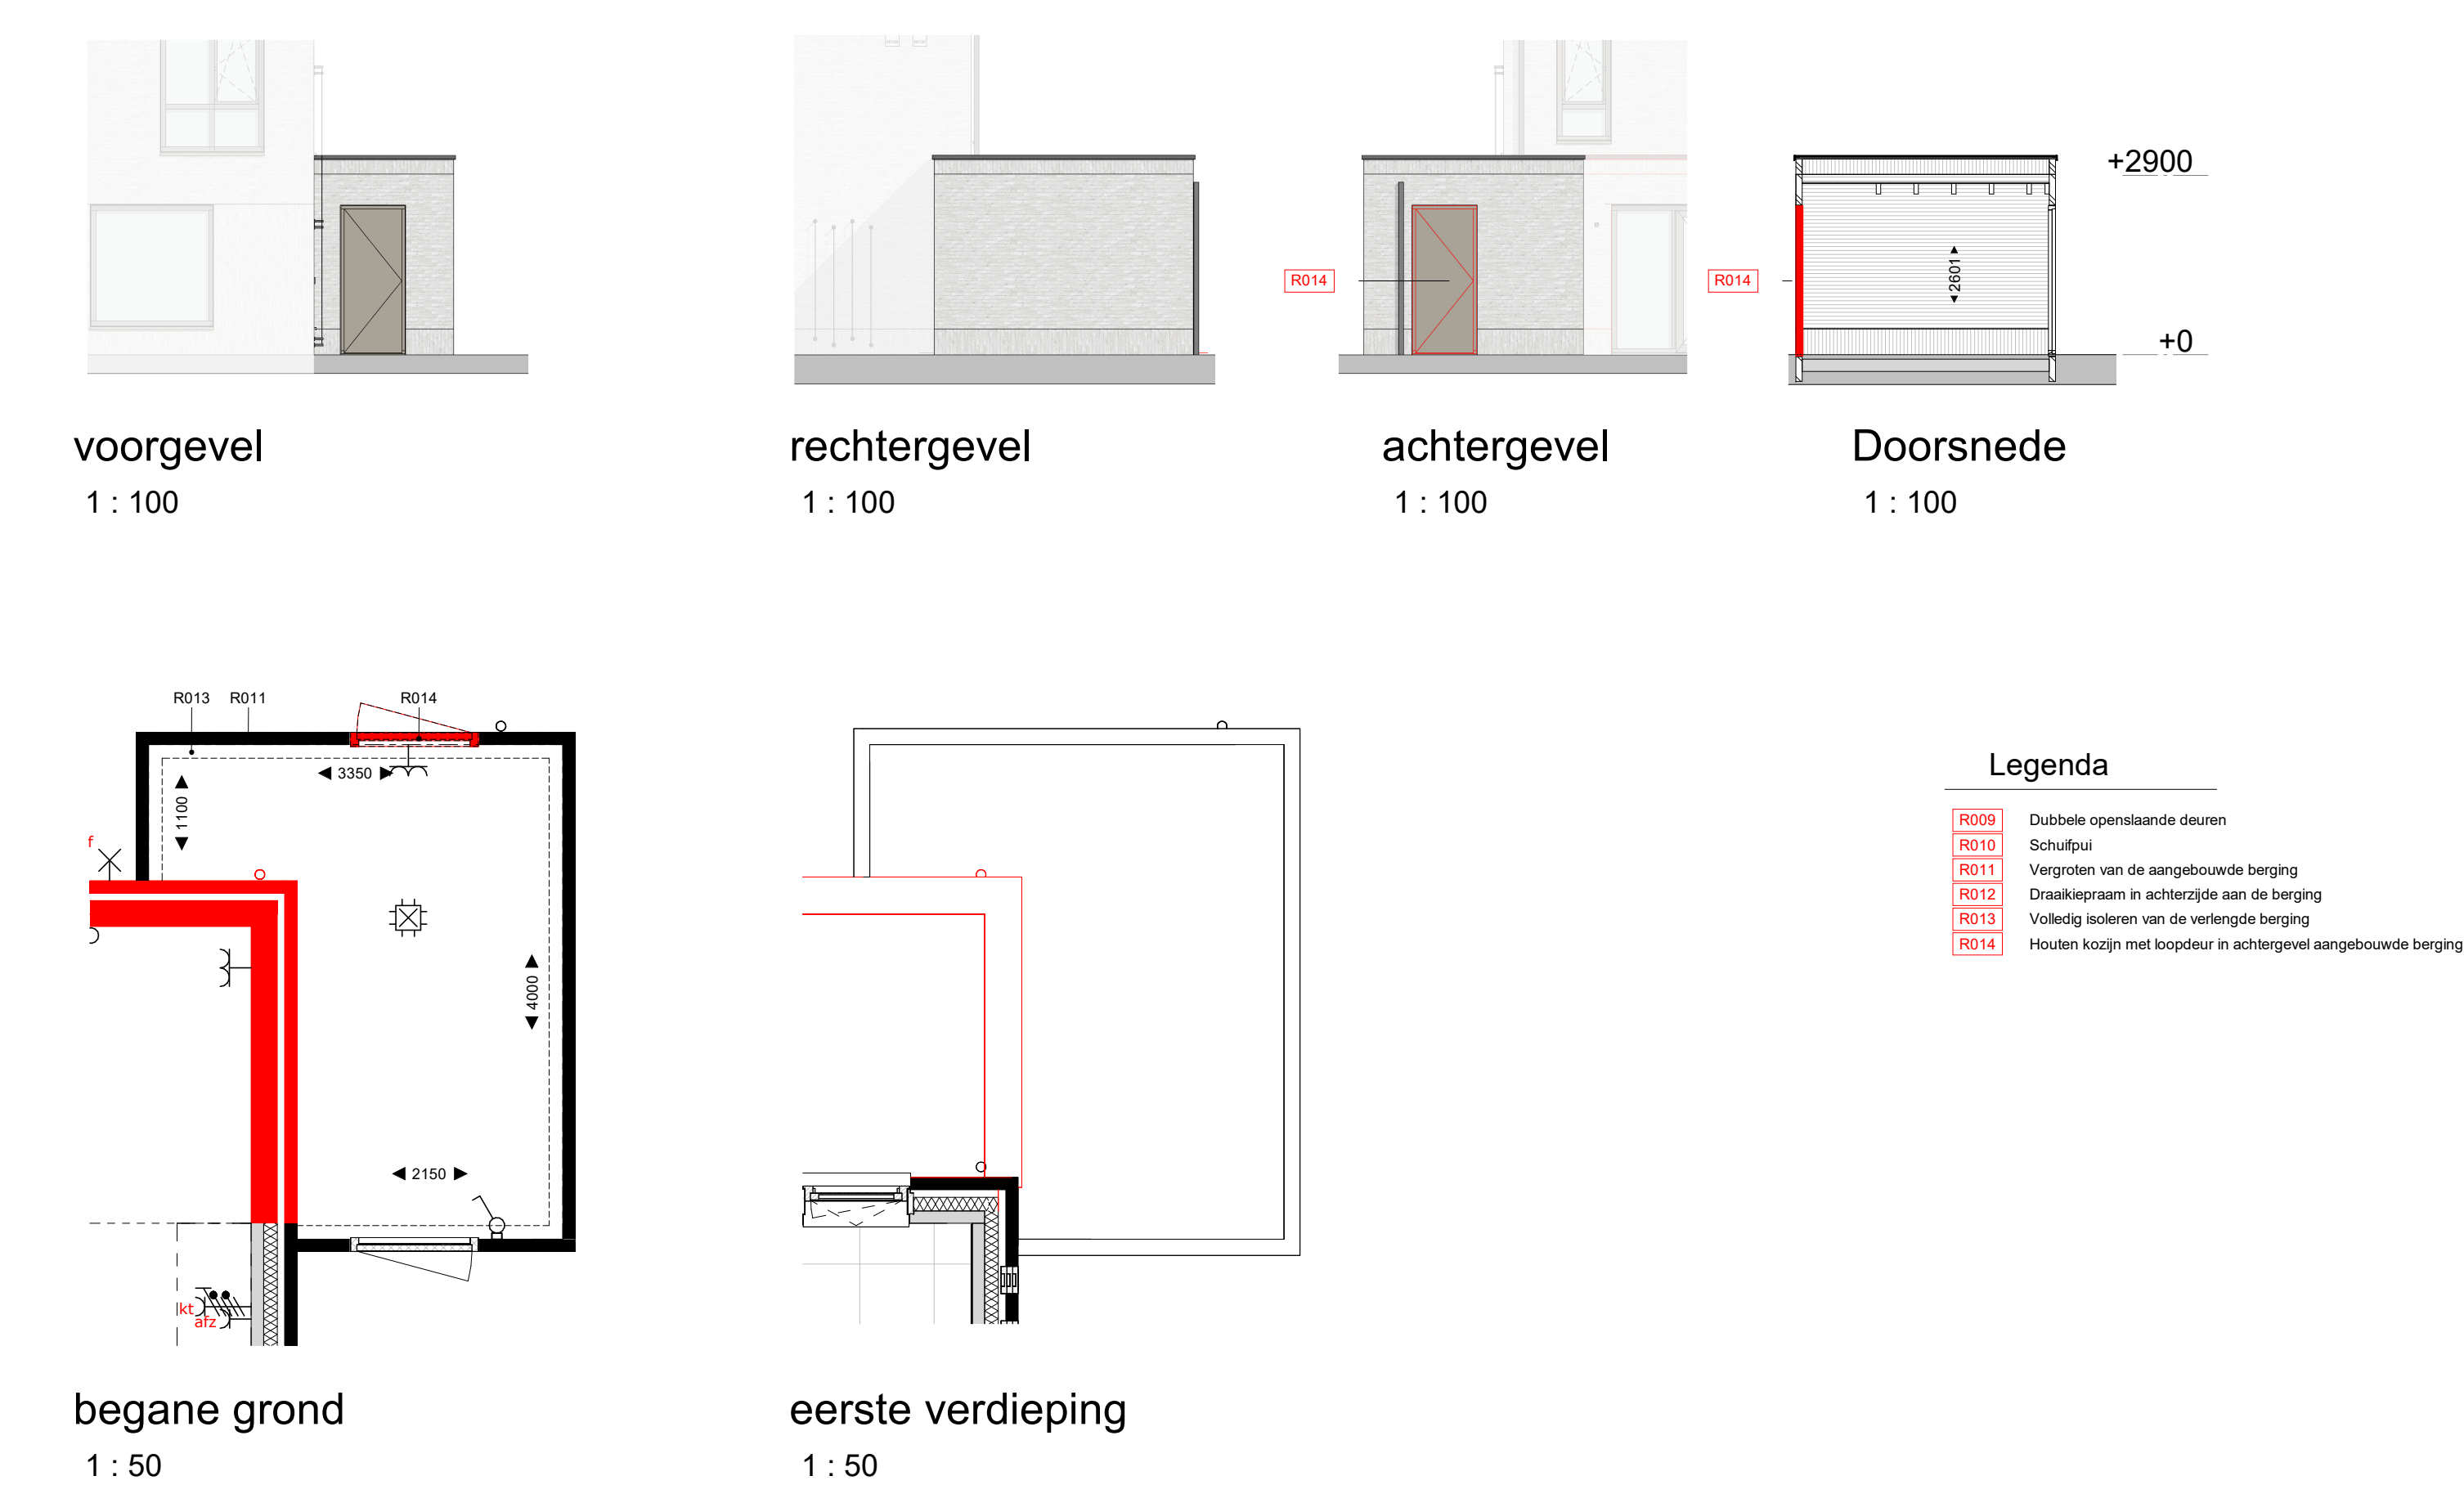 +2900
R014
R014
2601
+0
voorgevel
1 : 100
rechtergevel
1 : 100
achtergevel
1 : 100
Doorsnede
1 : 100
R013
R011
R014
3350
1100
f
4000
2150
kt
afz
begane grond
1 : 50
eerste verdieping
1 : 50
Legenda
R009 Dubbele openslaande deuren
R010 Schuifpui
R011 Vergroten van de aangebouwde berging
R012 Draaikiepraam in achterzijde aan de berging
R013 Volledig isoleren van de verlengde berging
R014 Houten kozijn met loopdeur in achtergevel aangebouwde berging